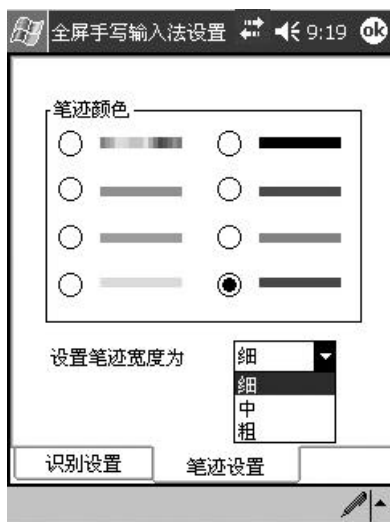 全屏手写输入法设置 9:19 ok
笔迹颜色
设置笔迹宽度为 细
细
中
粗
识别设置 笔迹设置